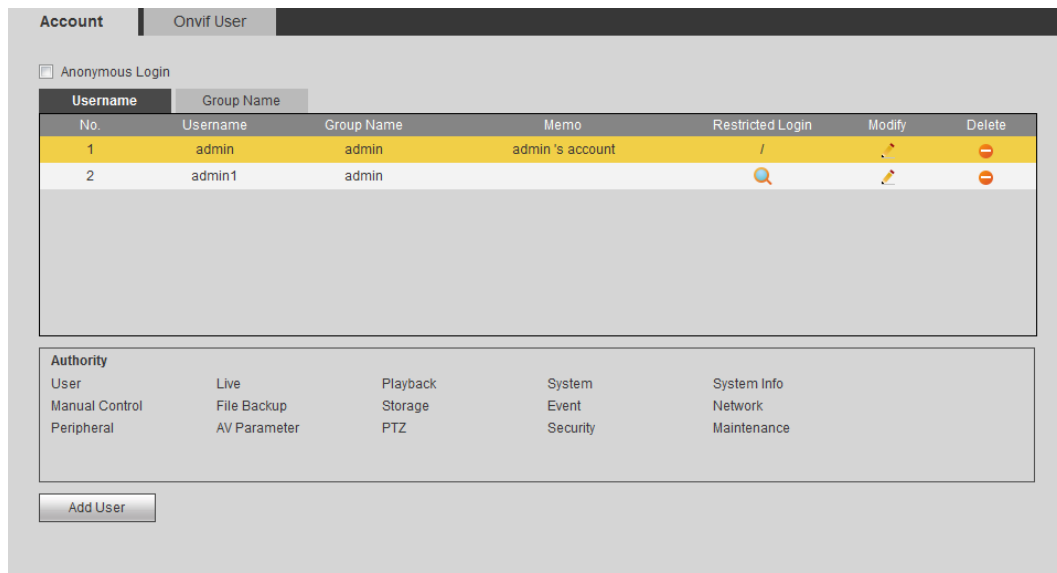 Account Onvif User
Anonymous Login
Username Group Name
No. Username Group Name Memo Restricted Login Modify Delete
1 admin admin admin 's account /
2 admin1 admin
Authority
User Live Playback System System Info
Manual Control File Backup Storage Event Network
Peripheral AV Parameter PTZ Security Maintenance
Add User